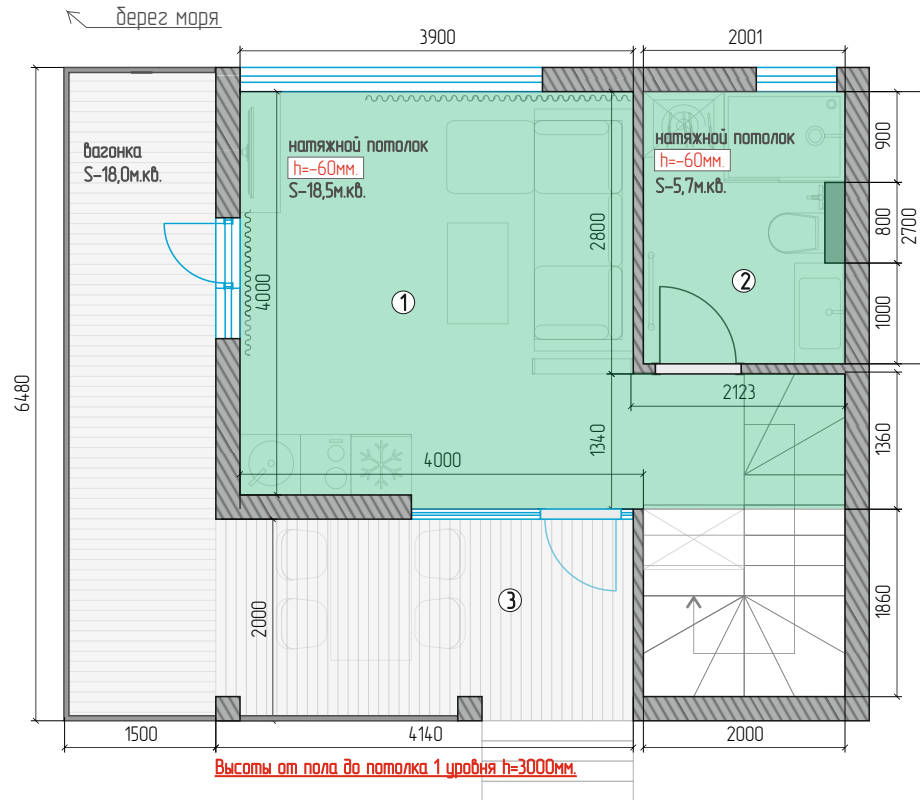 берег моря
3900
2001
вагонка
S-18,0м.кв.
натяжной потолок
h=-60мм.
S-18,5м.кв.
натяжной потолок
h=-60мм.
S-5,7м.кв.
900
800
2700
1000
2800
4000
1
2
6480
2123
1340
1360
4000
3
2000
1860
1500
4140
2000
Высоты от пола до потолка 1 уровня h=3000мм.